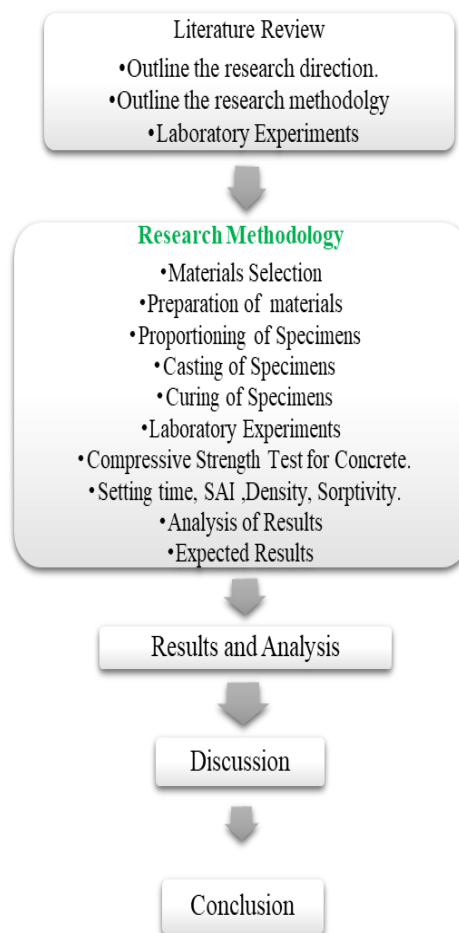 Literature Review
•Outline the research direction.
•Outline the research methodolgy
•Laboratory Experiments
Research Methodology
•Materials Selection
•Preparation of materials
•Proportioning of Specimens
•Casting of Specimens
•Curing of Specimens
•Laboratory Experiments
•Compressive Strength Test for Concrete.
•Setting time, SAI ,Density, Sorptivity.
•Analysis of Results
•Expected Results
Results and Analysis
Discussion
Conclusion